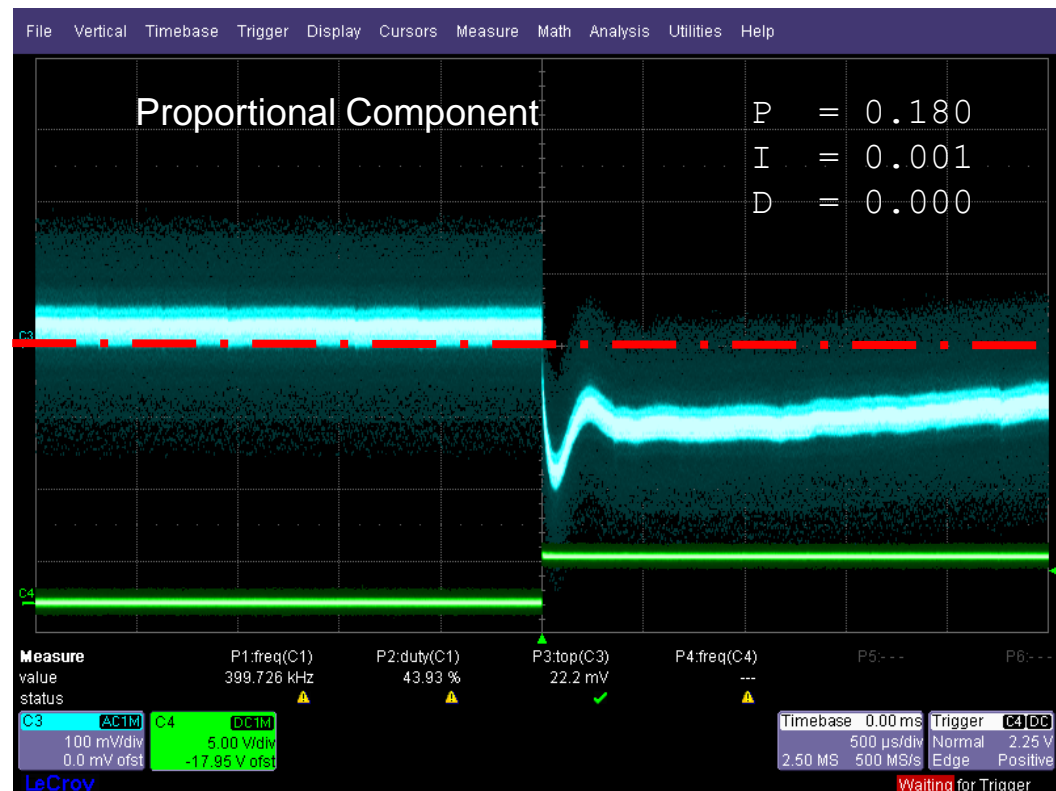 File Vertical Timebase Trigger Display Cursors Measure Math Analysis Utilities Help
Proportional Component
P = 0.180
I = 0.001
D = 0.000
C3
C4
Measure P1:freq(C1) P2:duty(C1) P3:top(C3) P4:freq(C4) P5:--- P6:---
value 399.726 kHz 43.93 % 22.2 mV ---
status
C3 AC1M C4 DC1M Timebase 0.00 ms Trigger C4 DC
100 mV/div 5.00 V/div 500 µs/div Normal 2.25 V
0.0 mV ofst -17.95 V ofst 2.50 MS 500 MS/s Edge Positive
LeCroy Waiting for Trigger